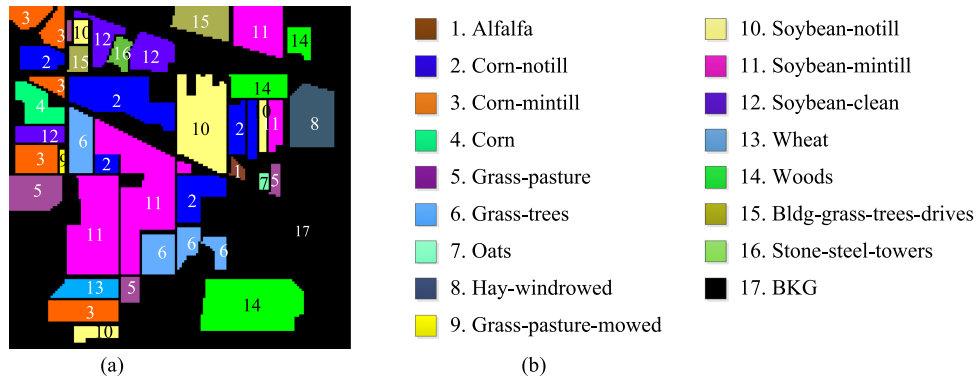 3 15 11
3 10 12 14
2 15 16 12
3 2 14
4 10 2 10 11 8
12 6
3 9 2 1
5 11 2 7 5
11 6 6 6 17
13 5
3 14
10
(a)
1. Alfalfa
2. Corn-notill
3. Corn-mintill
4. Corn
5. Grass-pasture
6. Grass-trees
7. Oats
8. Hay-windrowed
9. Grass-pasture-mowed
10. Soybean-notill
11. Soybean-mintill
12. Soybean-clean
13. Wheat
14. Woods
15. Bldg-grass-trees-drives
16. Stone-steel-towers
17. BKG
(b)